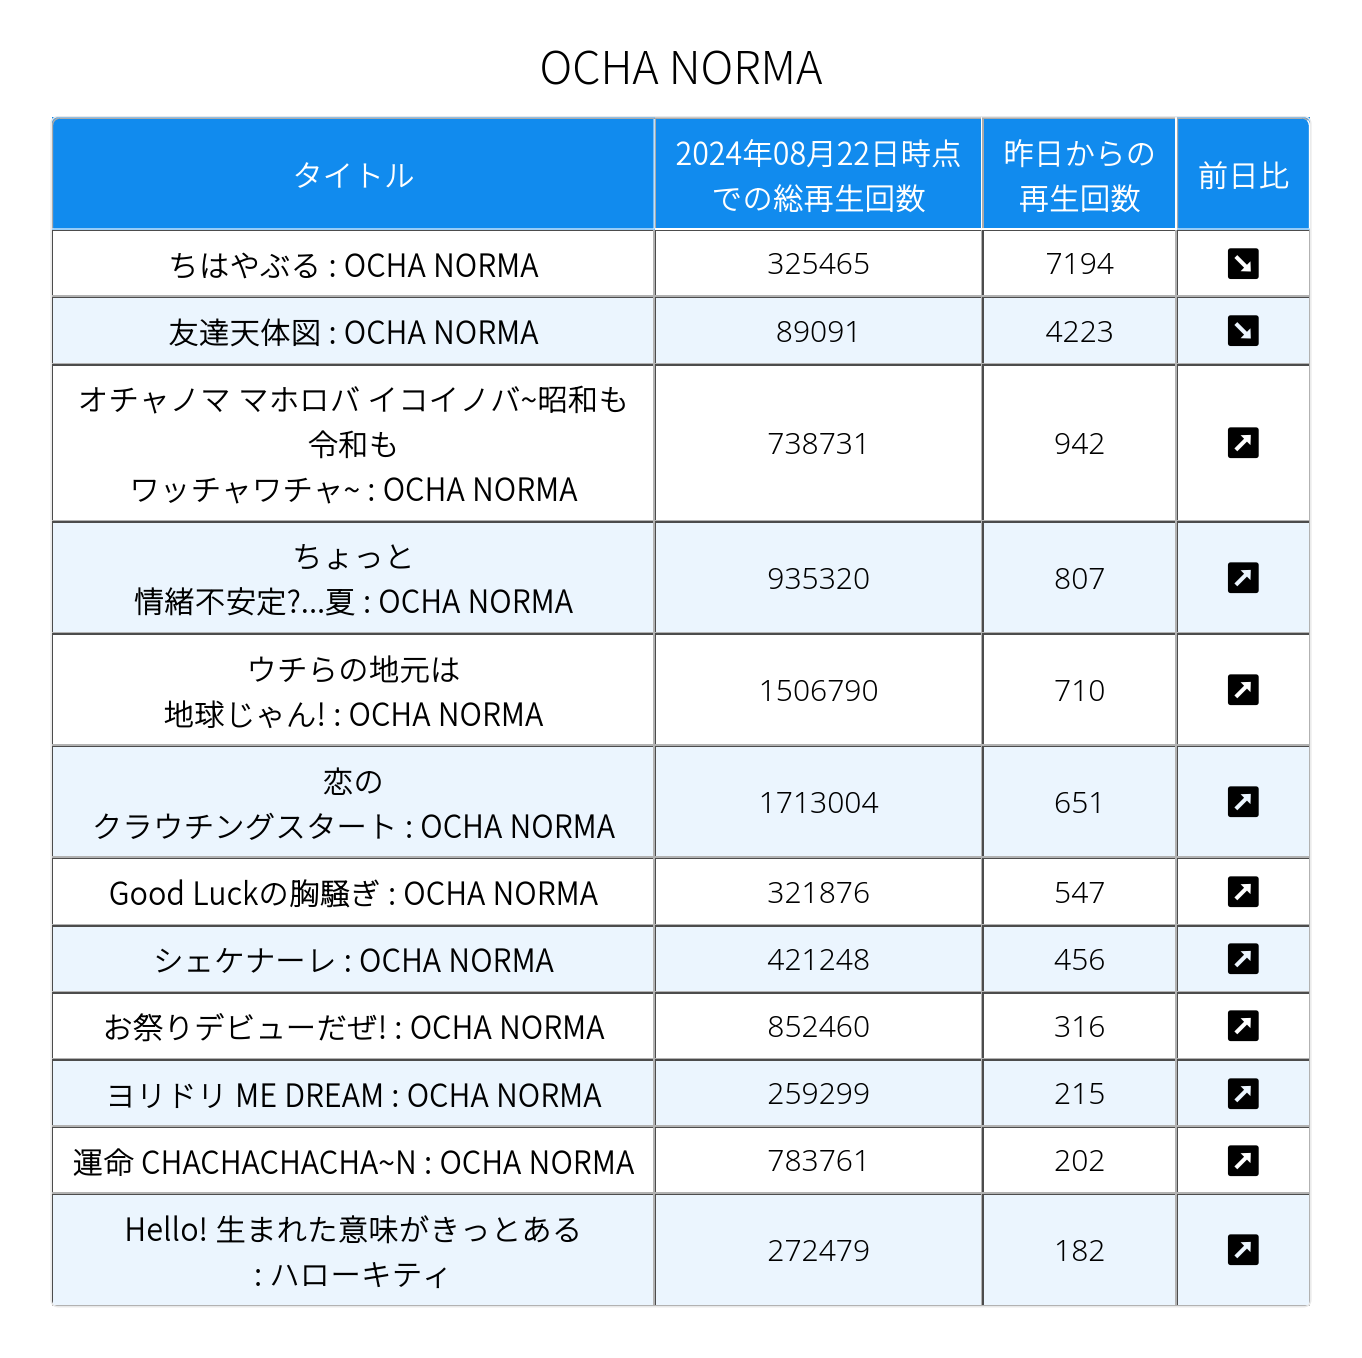 OCHA NORMA
タイトル
2024年08月22日時点
での総再生回数
昨日からの
再生回数
前日比
ちはやぶる : OCHA NORMA
325465
7194
友達天体図 : OCHA NORMA
89091
4223
オチャノマ マホロバ イコイノバ~昭和も
令和も
ワッチャワチャ~ : OCHA NORMA
738731
942
ちょっと
情緒不安定?...夏 : OCHA NORMA
935320
807
ウチらの地元は
地球じゃん! : OCHA NORMA
1506790
710
恋の
クラウチングスタート : OCHA NORMA
1713004
651
Good Luckの胸騒ぎ : OCHA NORMA
321876
547
シェケナーレ : OCHA NORMA
421248
456
お祭りデビューだぜ! : OCHA NORMA
852460
316
ヨリドリ ME DREAM : OCHA NORMA
259299
215
運命 CHACHACHACHA~N : OCHA NORMA
783761
202
Hello! 生まれた意味がきっとある
: ハローキティ
272479
182